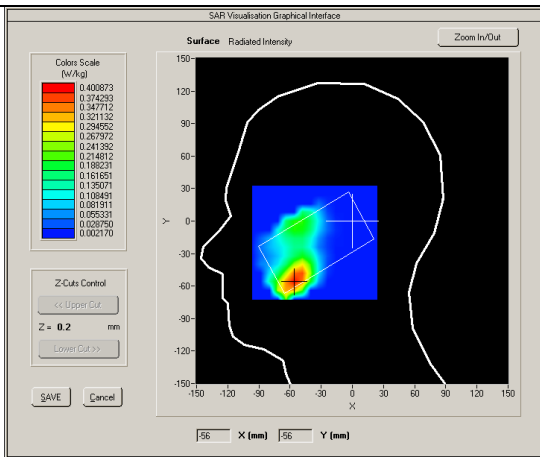 SAR Visualisation Graphical Interface
Surface Radiated Intensity
Zoom In/Out
Colors Scale
(W/kg)
0.400873
0.374293
0.347712
0.321132
0.294552
0.267972
0.241392
0.214812
0.188231
0.161651
0.135071
0.108491
0.081911
0.055331
0.028750
0.002170
Z-Cuts Control
<< Upper Cut
Z = 0.2 mm
Lower Cut >>
SAVE Cancel
150
120
90
60
30
0
-30
-60
-90
-120
-150
Y
-150 -120 -90 -60 -30 0 30 60 90 120 150
X
-56 X (mm) -56 Y (mm)